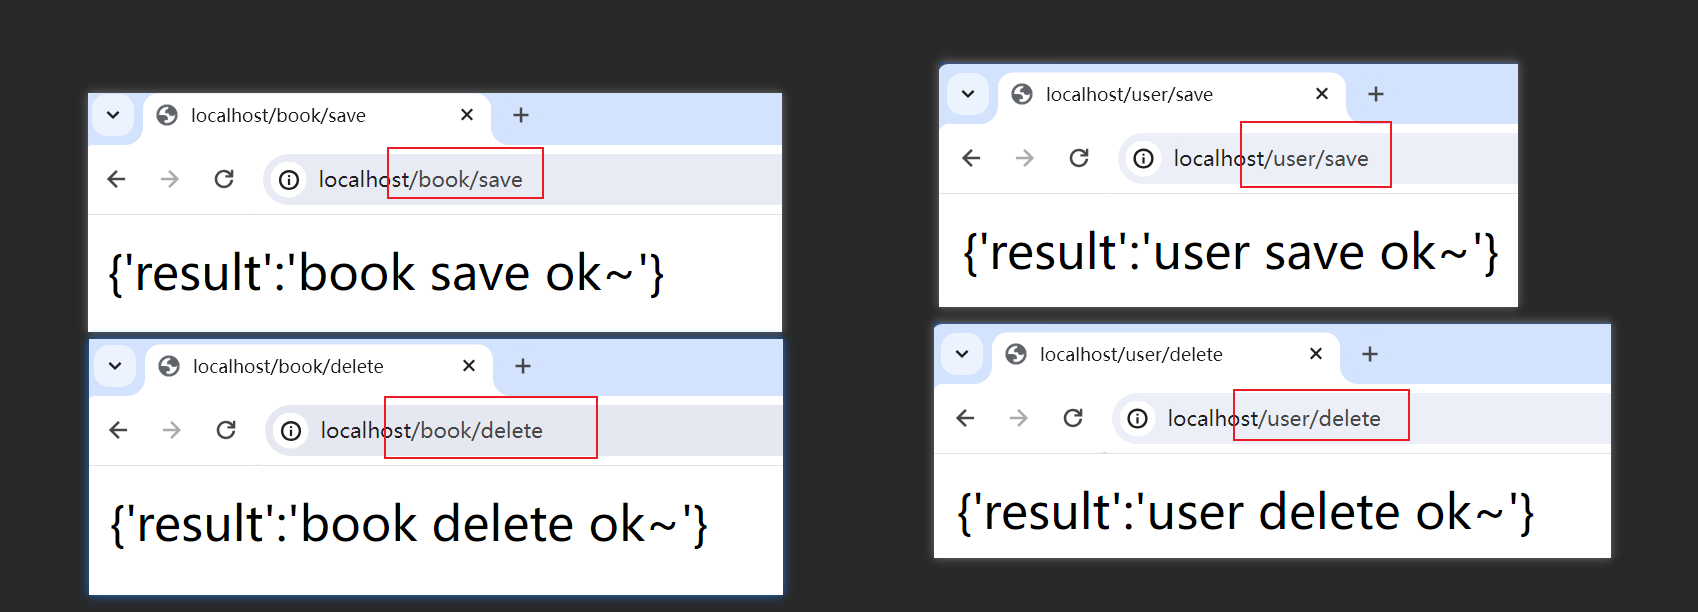 localhost/book/save
localhost/book/save
{'result':'book save ok~'}
localhost/book/delete
localhost/book/delete
{'result':'book delete ok~'}
localhost/user/save
localhost/user/save
{'result':'user save ok~'}
localhost/user/delete
localhost/user/delete
{'result':'user delete ok~'}